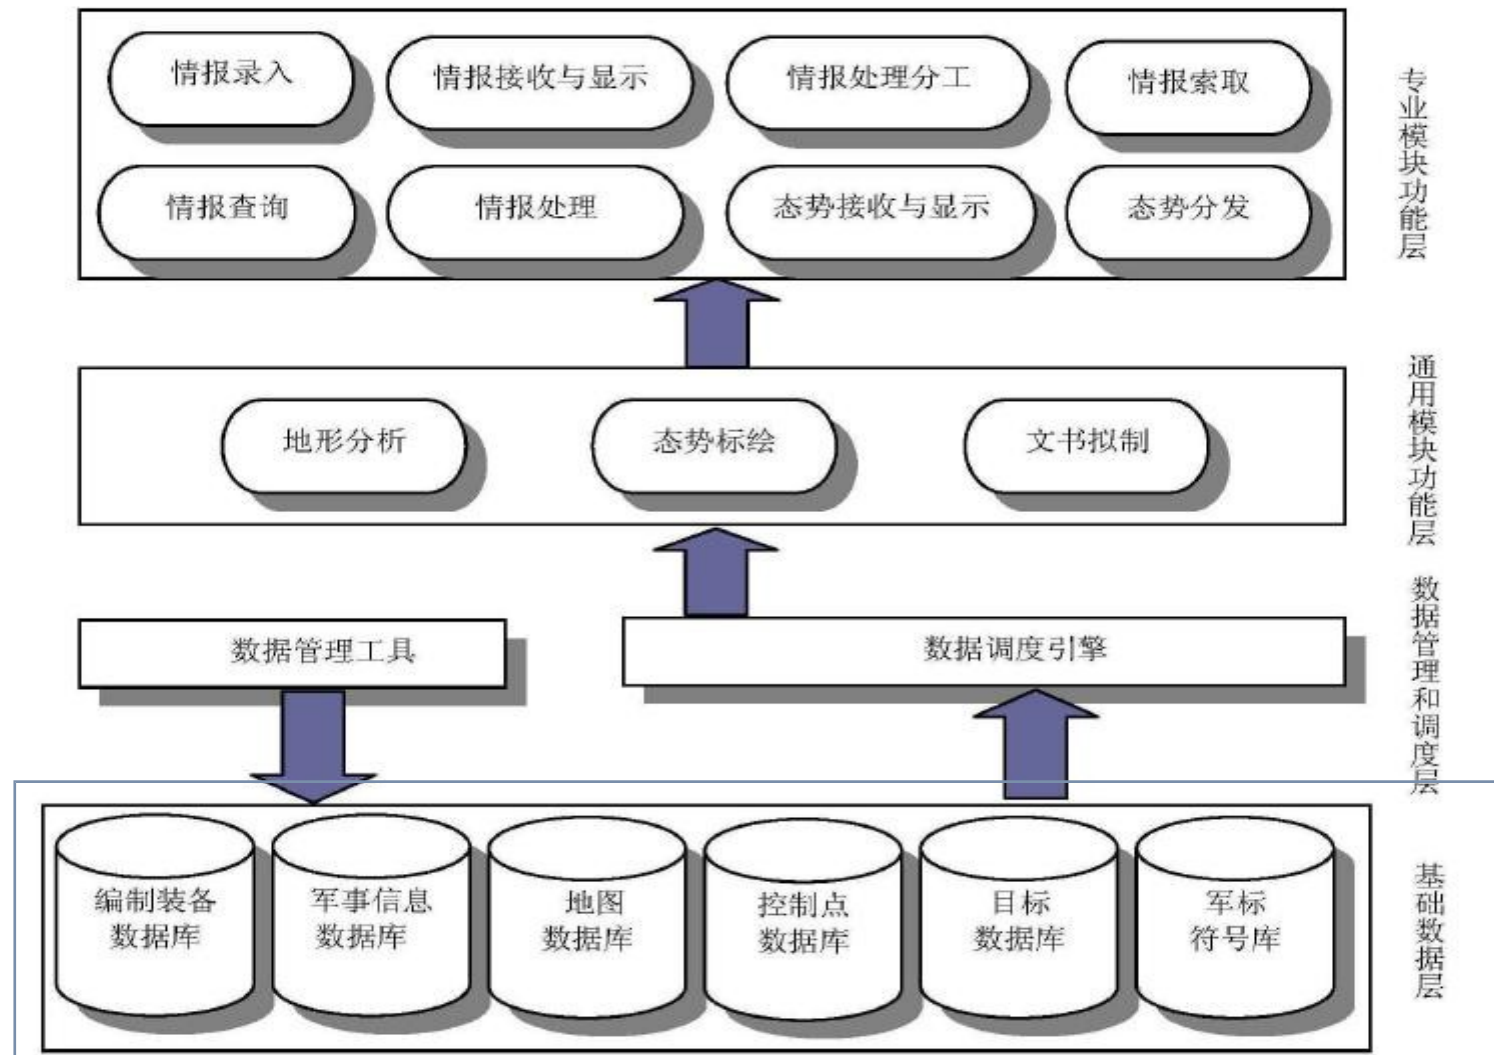 情报录入
情报接收与显示
情报处理分工
情报索取
情报查询
情报处理
态势接收与显示
态势分发
专业模块功能层
地形分析
态势标绘
文书拟制
通用模块功能层
数据管理工具
数据调度引擎
数据管理和调度层
编制装备
数据库
军事信息
数据库
地图
数据库
控制点
数据库
目标
数据库
军标
符号库
基础数据层